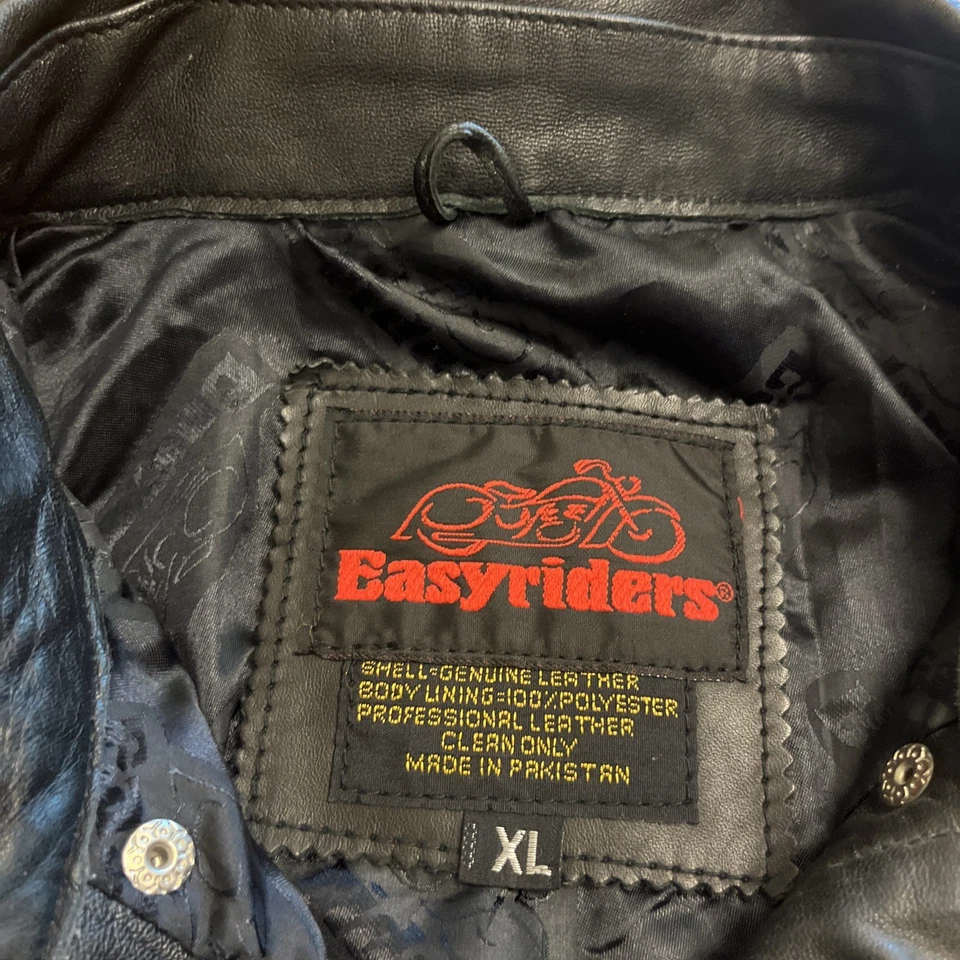 Easyriders®
SHELL=GENUINE LEATHER
BODY LINING=100%POLYESTER
PROFESSIONAL LEATHER
CLEAN ONLY
MADE IN PAKISTAN
XL